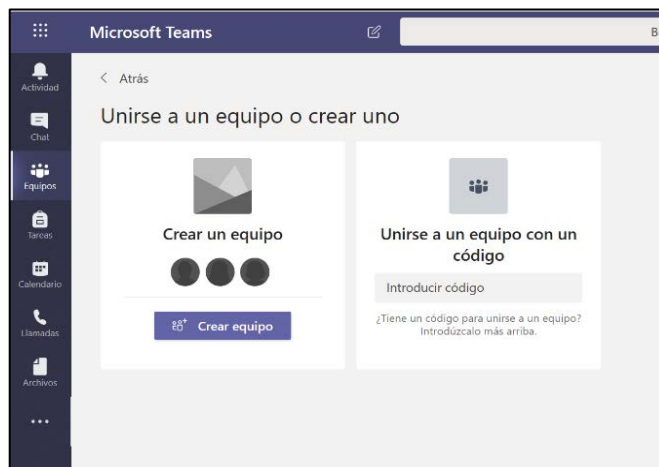 Microsoft Teams
Actividad
Chat
Equipos
Tareas
Calendario
Llamadas
Archivos
Atrás
Unirse a un equipo o crear uno
Crear un equipo
Crear equipo
Unirse a un equipo con un
código
Introducir código
¿Tiene un código para unirse a un equipo?
Introdúzcalo más arriba.